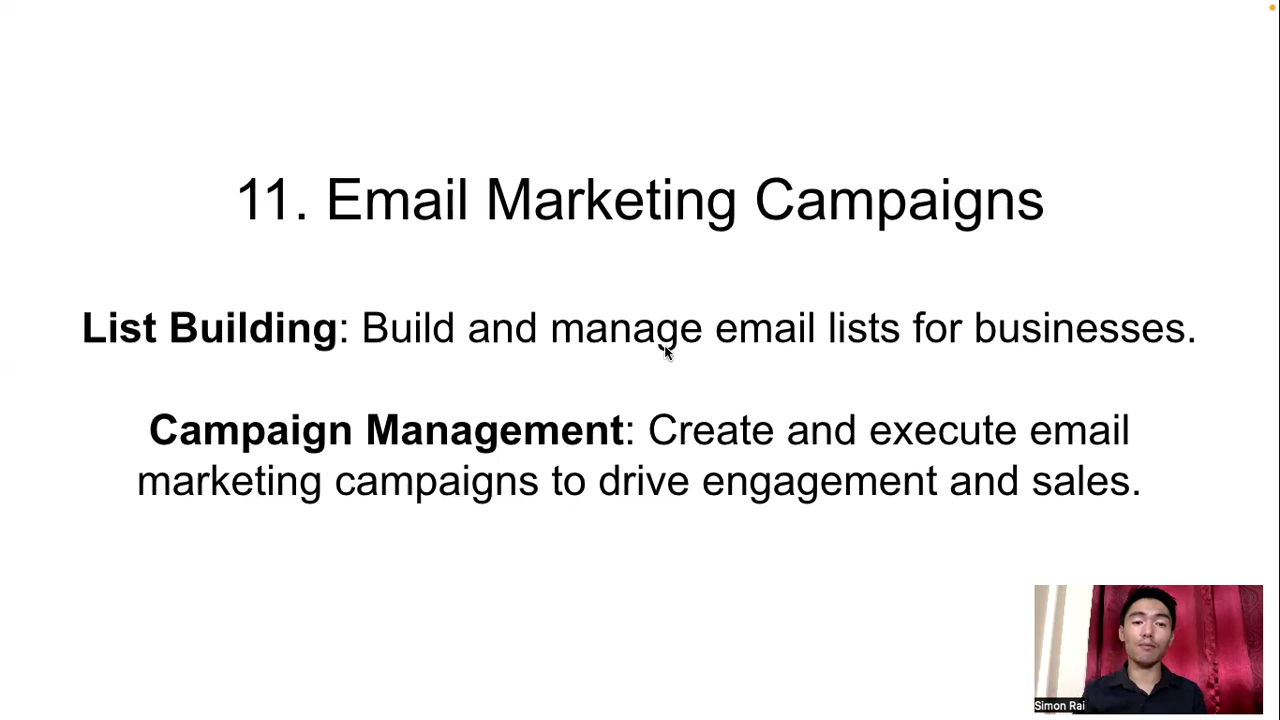 11. Email Marketing Campaigns
List Building: Build and manage email lists for businesses.
Campaign Management: Create and execute email
marketing campaigns to drive engagement and sales.
Simon Rai